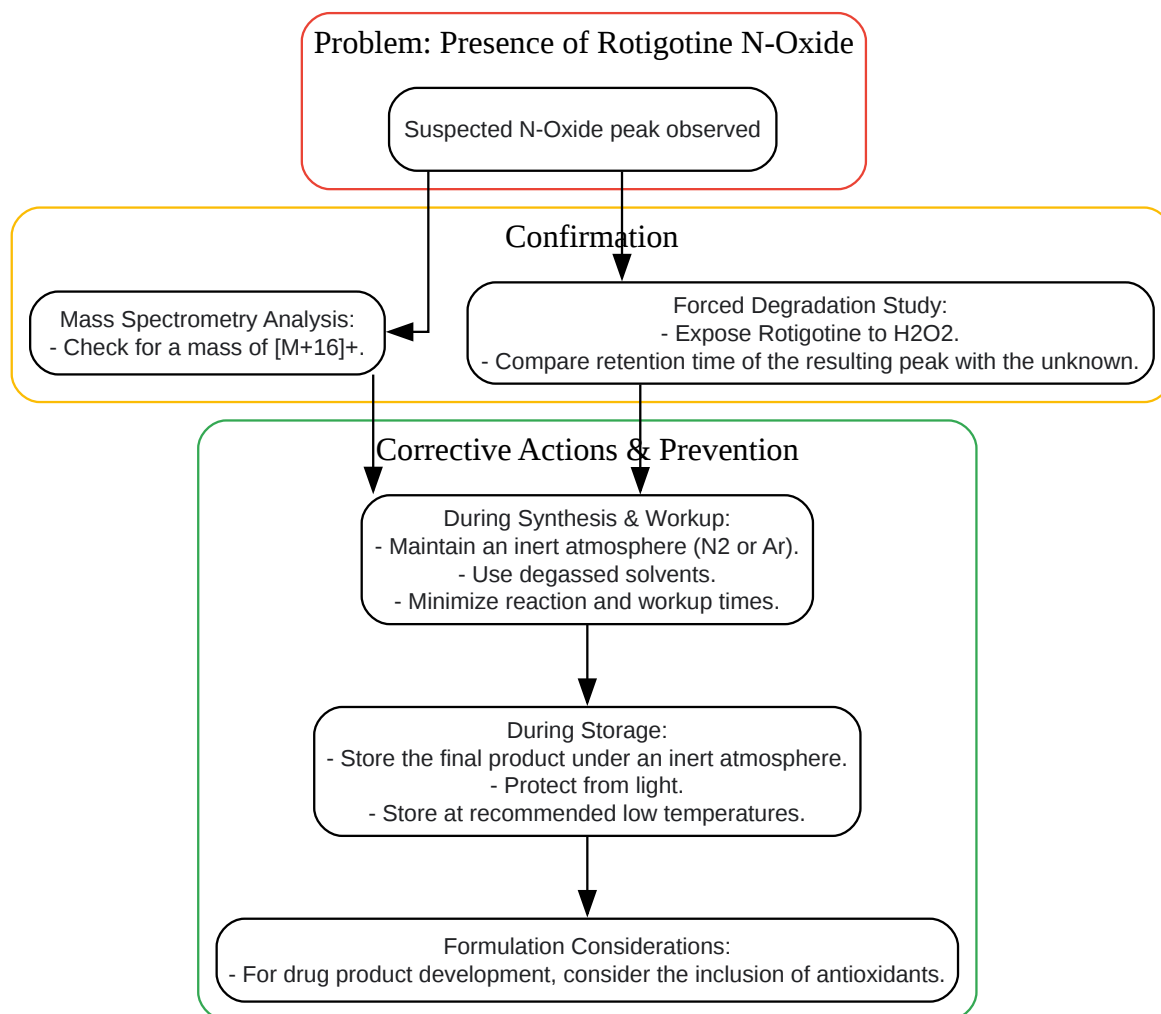 Problem: Presence of Rotigotine N-Oxide
Suspected N-Oxide peak observed
Confirmation
Mass Spectrometry Analysis:
- Check for a mass of [M+16]+.
Forced Degradation Study:
- Expose Rotigotine to H2O2.
- Compare retention time of the resulting peak with the unknown.
Corrective Actions & Prevention
During Synthesis & Workup:
- Maintain an inert atmosphere (N2 or Ar).
- Use degassed solvents.
- Minimize reaction and workup times.
During Storage:
- Store the final product under an inert atmosphere.
- Protect from light.
- Store at recommended low temperatures.
Formulation Considerations:
- For drug product development, consider the inclusion of antioxidants.